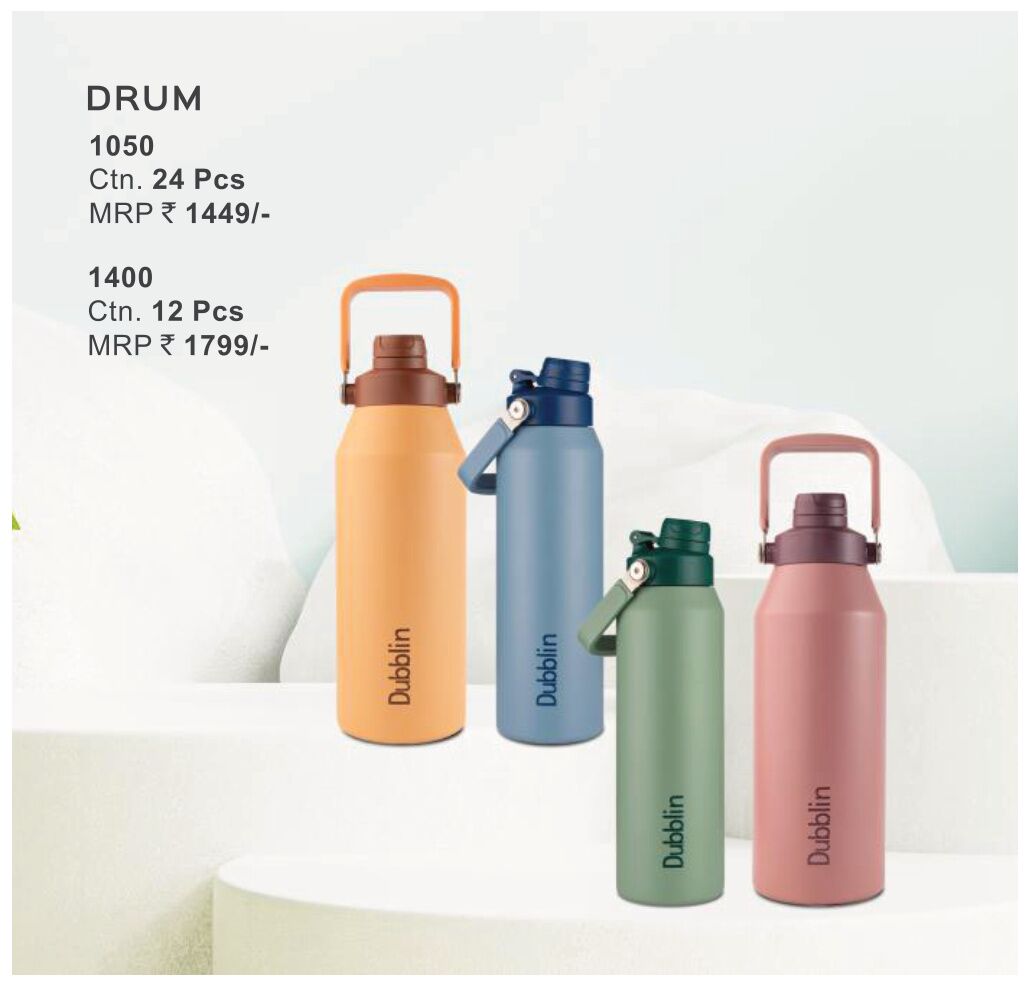 DRUM
1050
Ctn. 24 Pcs
MRP ₹ 1449/-
1400
Ctn. 12 Pcs
MRP ₹ 1799/-
Dubblin
Dubblin
Dubblin
Dubblin